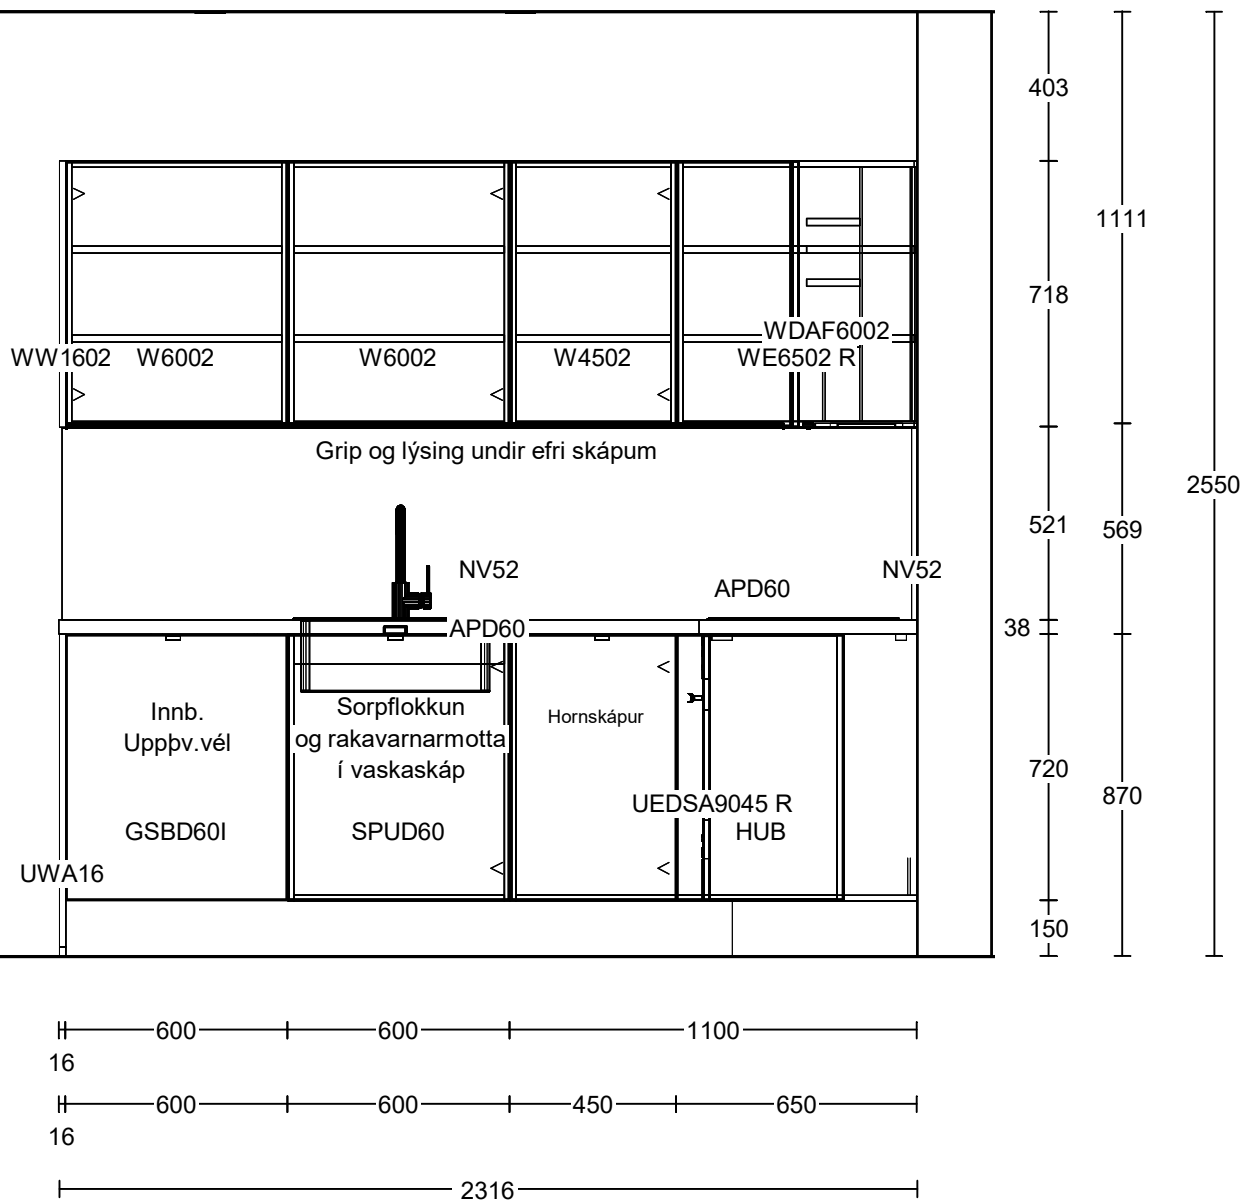 403
1111
718
WDAF6002
WW1602 W6002 W6002 W4502 WE6502 R
Grip og lýsing undir efri skápum
2550
521
569
NV52 NV52
APD60
APD60
38
Innb.
Uppþv.vél
Sorpflokkun
og rakavarnarmotta
í vaskaskáp
Hornskápur
720
870
UEDSA9045 R
GSBD60I SPUD60 HUB
UWA16
150
600 600 1100
16
600 600 450 650
16
2316